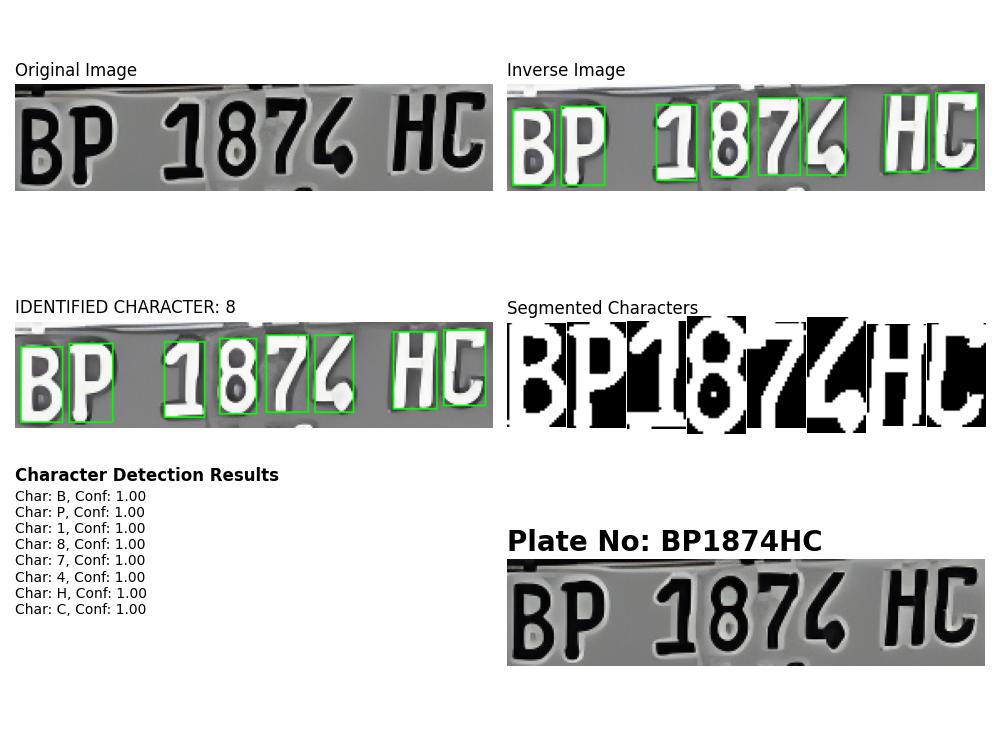 Original Image
BP 1874 HC
Inverse Image
BP 1874 HC
IDENTIFIED CHARACTER: 8
BP 1874 HC
Segmented Characters
BP1874HC
Character Detection Results
Char: B, Conf: 1.00
Char: P, Conf: 1.00
Char: 1, Conf: 1.00
Char: 8, Conf: 1.00
Char: 7, Conf: 1.00
Char: 4, Conf: 1.00
Char: H, Conf: 1.00
Char: C, Conf: 1.00
Plate No: BP1874HC
BP 1874 HC